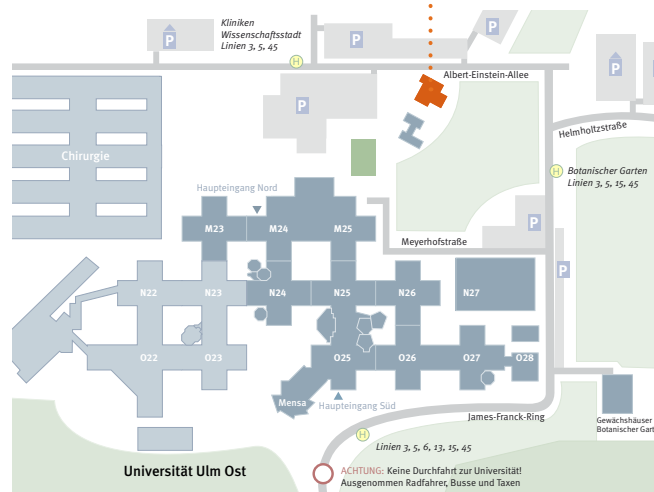 Kliniken
Wissenschaftsstadt
Linien 3, 5, 45
P
P
P
P
H
Albert-Einstein-Allee
P
Helmholtzstraße
Chirurgie
H
Botanischer Garten
Linien 3, 5, 15, 45
Haupteingang Nord
M23
M24
M25
P
Meyerhofstraße
P
N22
N23
N24
N25
N26
N27
O22
O23
O25
O26
O27
O28
Mensa
Haupteingang Süd
James-Franck-Ring
Gewächshäuser
Botanischer Gart
H
Linien 3, 5, 6, 13, 15, 45
Universität Ulm Ost
ACHTUNG: Keine Durchfahrt zur Universität!
Ausgenommen Radfahrer, Busse und Taxen